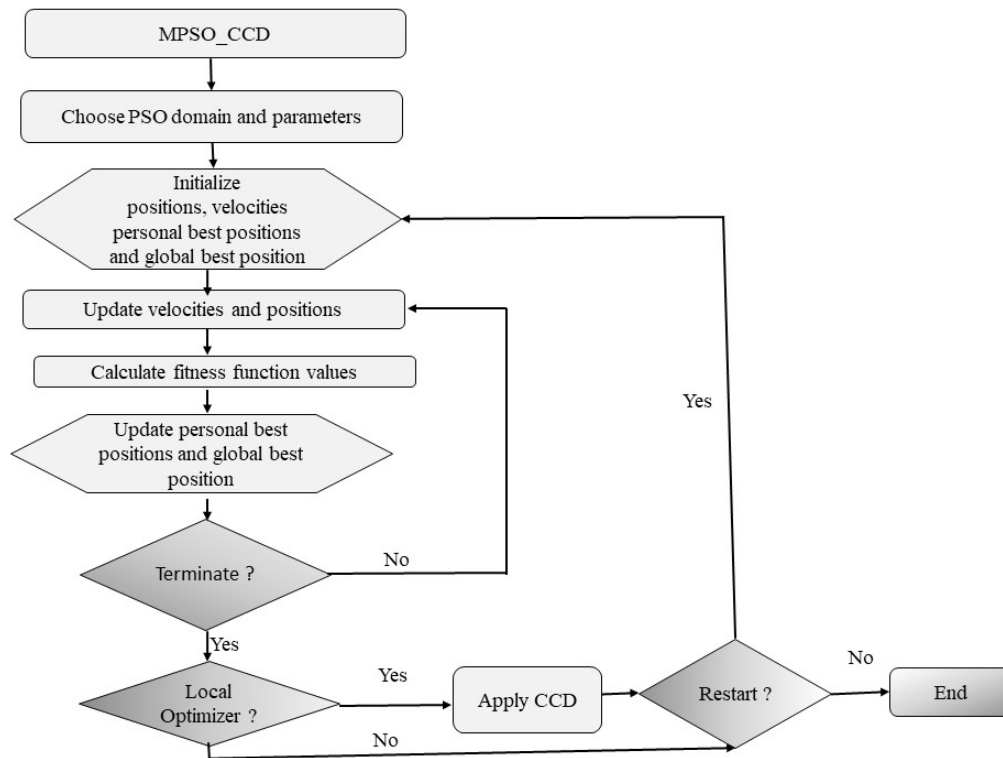 MPSO_CCD
Choose PSO domain and parameters
Initialize
positions, velocities
personal best positions
and global best position
Update velocities and positions
Calculate fitness function values
Yes
Update personal best
positions and global best
position
No
Terminate ?
Yes
Local
Optimizer ?
Yes
Apply CCD
No
Restart ?
No
End